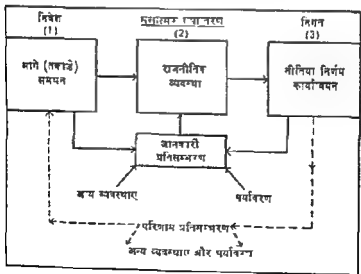 निवेश
(1)
(2)
निर्गत
(3)
मांगें (तकाजे)
समर्थन
राजनीतिक
व्यवस्था
नीतियां निर्णय
कार्यान्वयन
जानकारी
प्रतिसम्भरण
अन्य व्यवस्थाएं
पर्यावरण
परिणाम प्रतिसम्भरण
अन्य व्यवस्थाएं और पर्यावरण